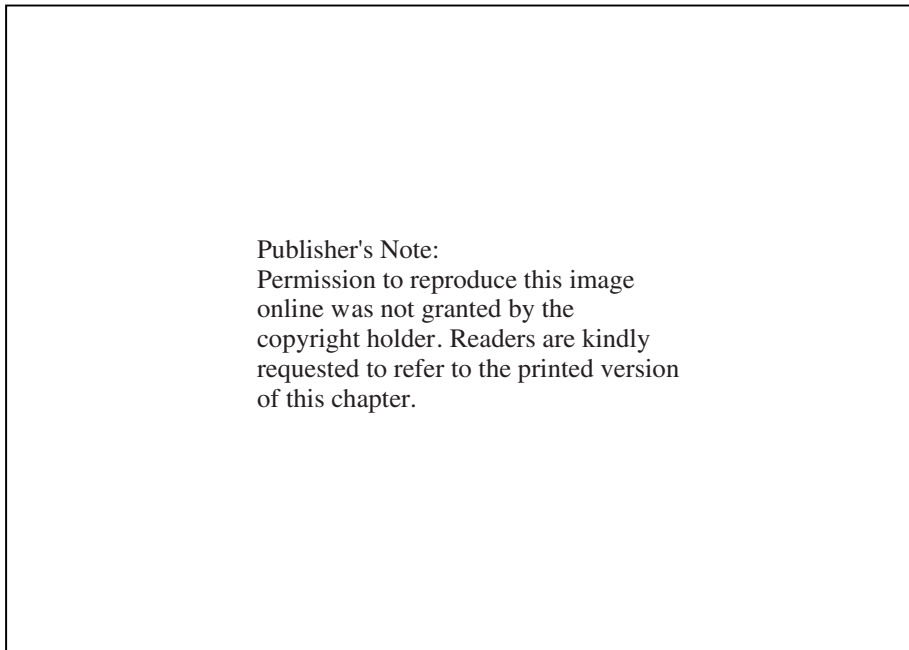 Publisher's Note:
Permission to reproduce this image
online was not granted by the
copyright holder. Readers are kindly
requested to refer to the printed version
of this chapter.